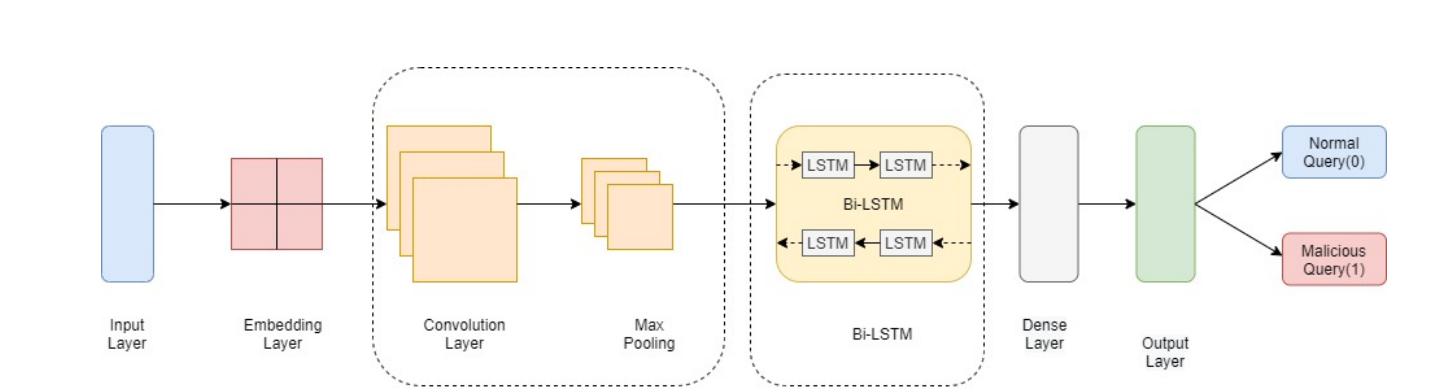 LSTM
LSTM
Bi-LSTM
LSTM
LSTM
Normal
Query(0)
Malicious
Query(1)
Input
Layer
Embedding
Layer
Convolution
Layer
Max
Pooling
Bi-LSTM
Dense
Layer
Output
Layer